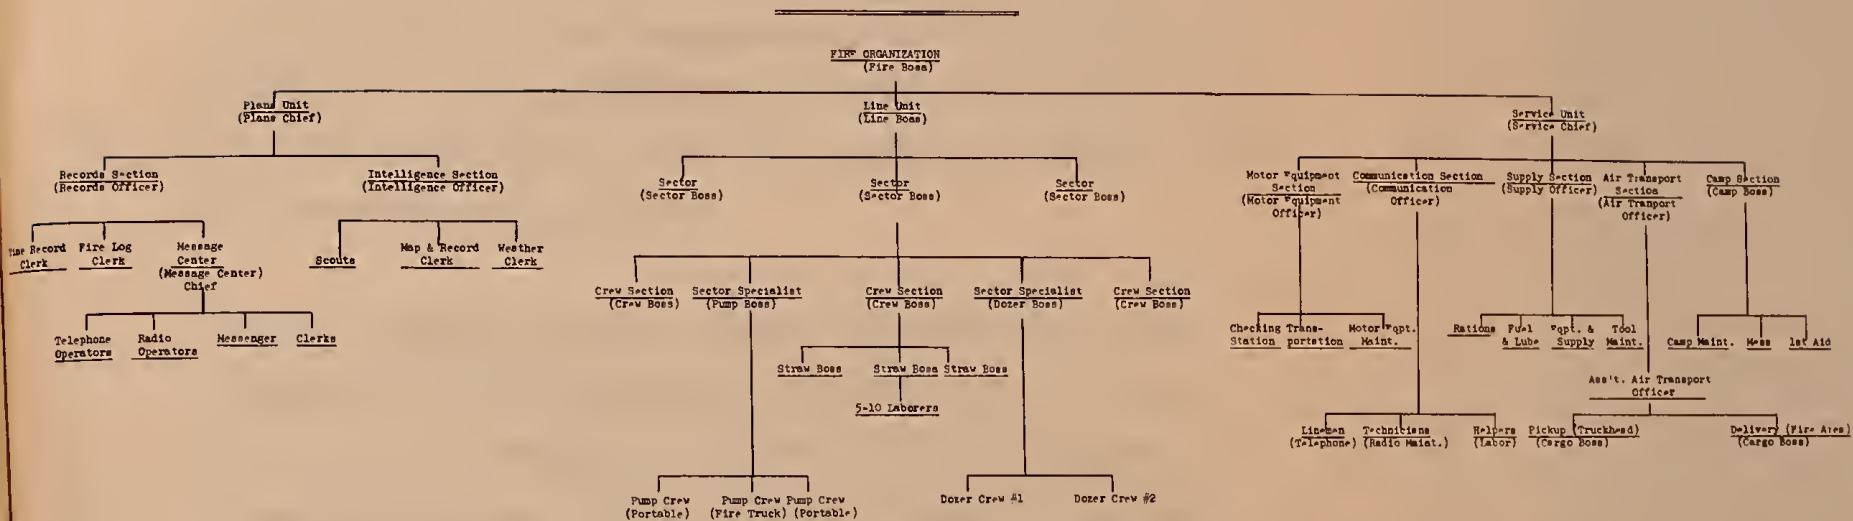 FIRE ORGANIZATION
(Fire Boss)
Plans Unit
(Plans Chief)
Line Unit
(Line Boss)
Service Unit
(Service Chief)
Records Section
(Records Officer)
Intelligence Section
(Intelligence Officer)
Sector
(Sector Boss)
Sector
(Sector Boss)
Sector
(Sector Boss)
Motor Equipment
Section
(Motor Equipment
Officer)
Communication Section
(Communication
Officer)
Supply Section
(Supply Officer)
Air Transport
Section
(Air Tranport
Officer)
Camp Section
(Camp Boss)
Time Record
Clerk
Fire Log
Clerk
Message
Center
(Message Center)
Chief
Scouts
Map & Record
Clerk
Weather
Clerk
Telephone
Operators
Radio
Operators
Messenger
Clerks
Crew Section
(Crew Boss)
Sector Specialist
(Pump Boss)
Crew Section
(Crew Boss)
Sector Specialist
(Dozer Boss)
Crew Section
(Crew Boss)
Straw Boss
Straw Boss
Straw Boss
5-10 Laborers
Pump Crew
(Portable)
Pump Crew
(Fire Truck)
Pump Crew
(Portable)
Dozer Crew #1
Dozer Crew #2
Checking
Station
Trans-
portation
Motor Eqpt.
Maint.
Rations
Fuel
& Lube
Eqpt. &
Supply
Tool
Maint.
Camp Maint.
Mess
1st Aid
Ass't. Air Transport
Officer
Linemen
(Telephone)
Technicians
(Radio Maint.)
Helpers
(Labor)
Pickup (Truckhead)
(Cargo Boss)
Delivery (Fire Area)
(Cargo Boss)